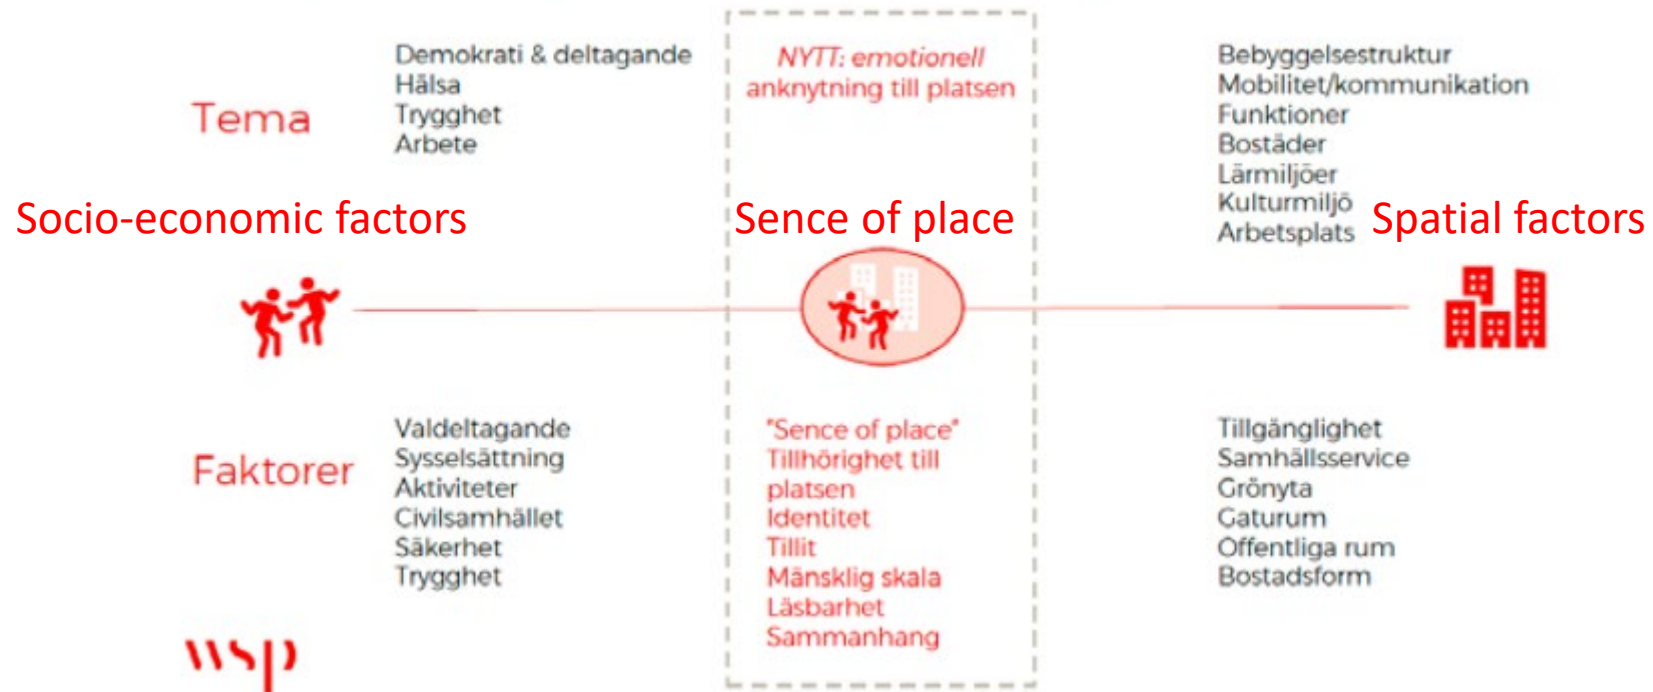 Tema
Demokrati & deltagande
Hälsa
Trygghet
Arbete
NYTT: emotionell
anknytning till platsen
Bebyggelsestruktur
Mobilitet/kommunikation
Funktioner
Bostäder
Lärmiljöer
Kulturmiljö
Arbetsplats
Socio-economic factors
Sence of place
Spatial factors
Faktorer
Valdeltagande
Sysselsättning
Aktiviteter
Civilsamhället
Säkerhet
Trygghet
"Sence of place"
Tillhörighet till
platsen
Identitet
Tillit
Mänsklig skala
Läsbarhet
Sammanhang
Tillgänglighet
Samhällsservice
Grönyta
Gaturum
Offentliga rum
Bostadsform
wsp